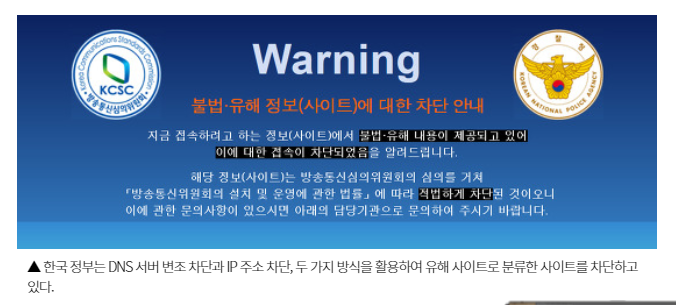 Korea Communications Standards Commission
KCSC
방송통신심의위원회
Warning
경찰청
KOREAN NATIONAL POLICE AGENCY
불법·유해 정보(사이트)에 대한 차단 안내
지금 접속하려고 하는 정보(사이트)에서 불법·유해 내용이 제공되고 있어
이에 대한 접속이 차단되었음을 알려드립니다.
해당 정보(사이트)는 방송통신심의위원회의 심의를 거쳐
「방송통신위원회의 설치 및 운영에 관한 법률」에 따라 적법하게 차단된 것이오니
이에 관한 문의사항이 있으시면 아래의 담당기관으로 문의하여 주시기 바랍니다.
▲ 한국 정부는 DNS 서버 변조 차단과 IP 주소 차단, 두 가지 방식을 활용하여 유해 사이트로 분류한 사이트를 차단하고
있다.